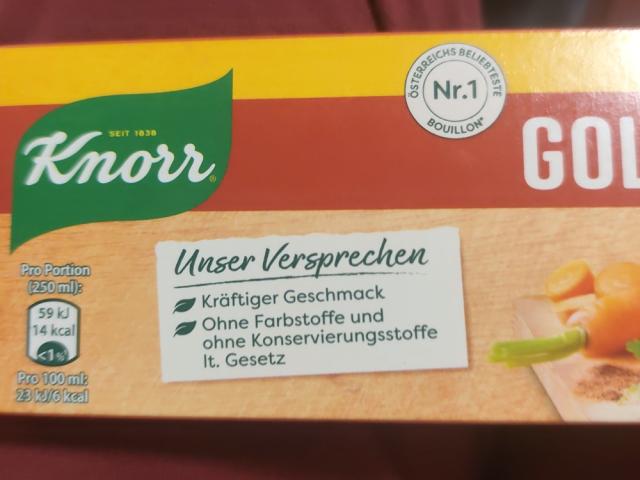 ÖSTERREICHS BELIEBTESTE
Nr.1
BOUILLON*
SEIT 1838
Knorr®
GOL
Unser Versprechen
Kräftiger Geschmack
Ohne Farbstoffe und
ohne Konservierungsstoffe
lt. Gesetz
Pro Portion
(250 ml):
59 kJ
14 kcal
<1%
Pro 100 ml:
23 kJ/6 kcal